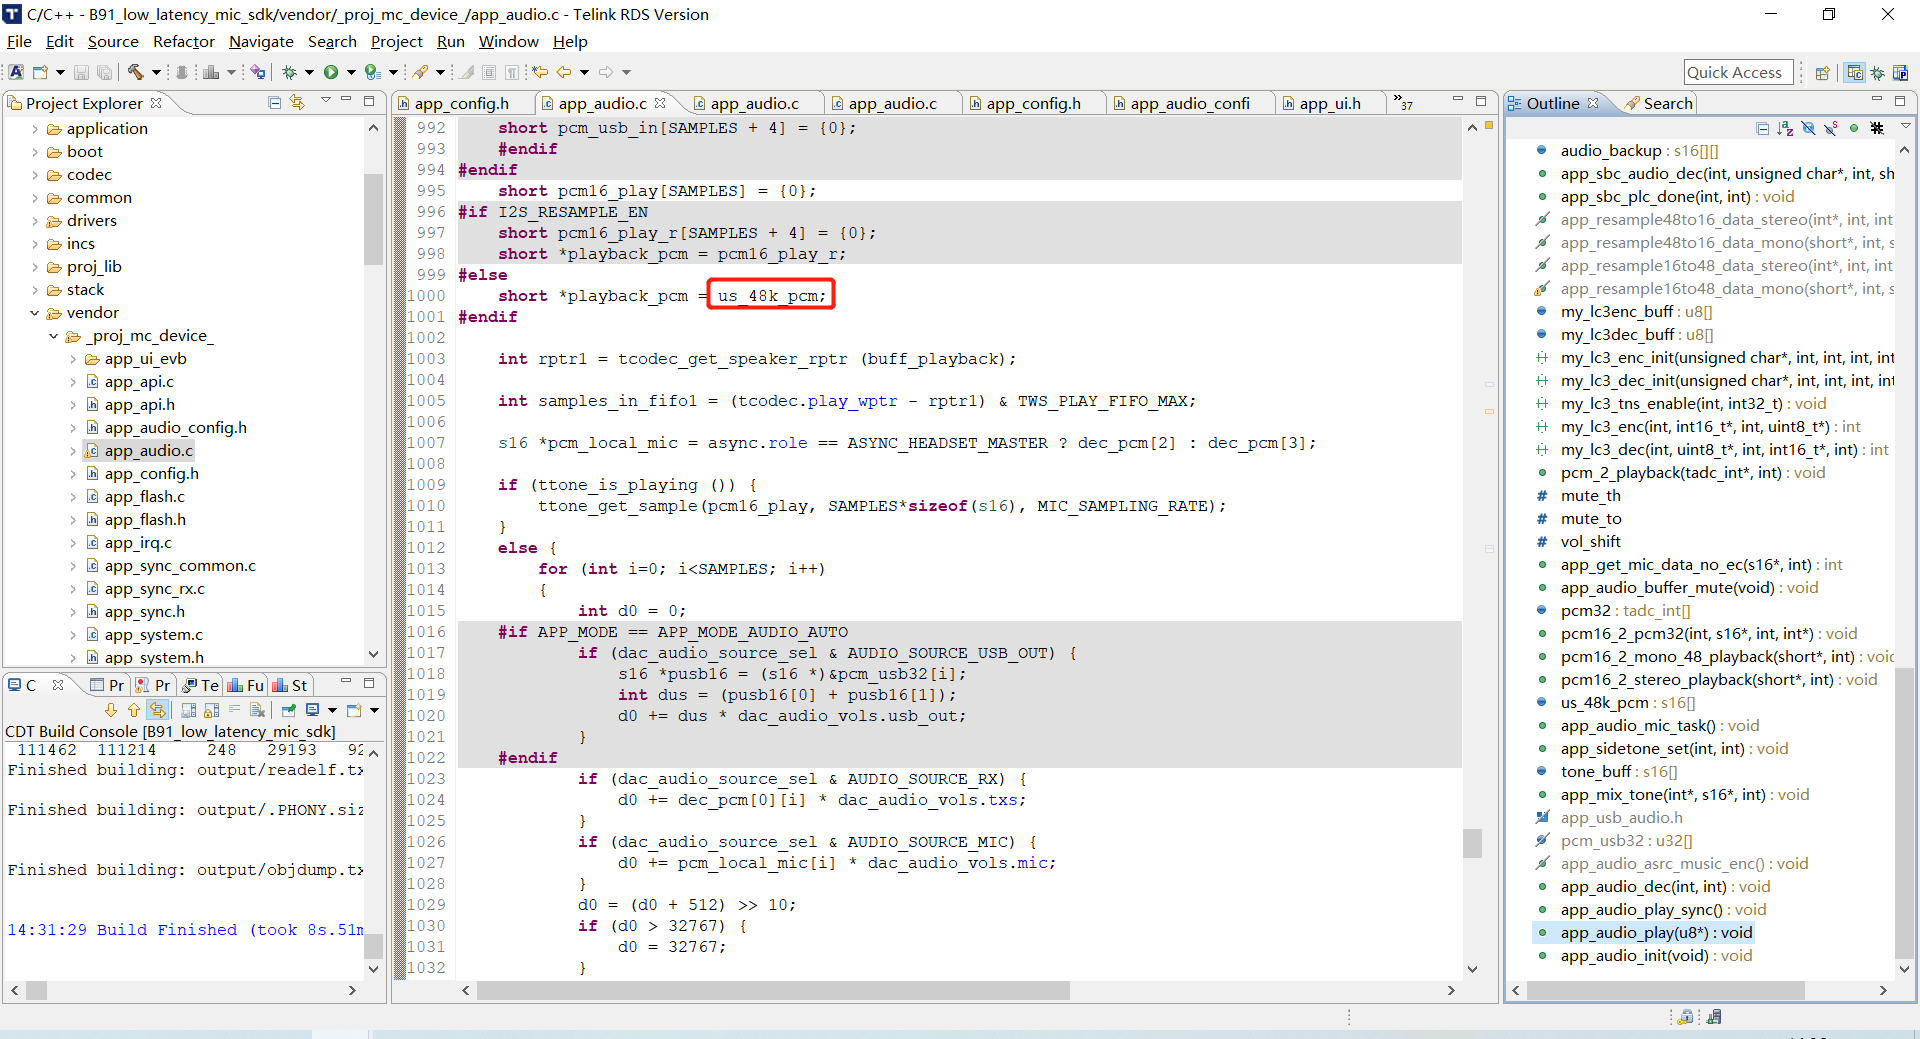 C/C++ - B91_low_latency_mic_sdk/vendor/_proj_mc_device_/app_audio.c - Telink RDS Version
File Edit Source Refactor Navigate Search Project Run Window Help
Quick Access
Project Explorer
application
boot
codec
common
drivers
incs
proj_lib
stack
vendor
_proj_mc_device_
app_ui_evb
app_api.c
app_api.h
app_audio_config.h
app_audio.c
app_config.h
app_flash.c
app_flash.h
app_irq.c
app_sync_common.c
app_sync_rx.c
app_sync.h
app_system.c
app_system.h
C Pr Pr Te Fu St
CDT Build Console [B91_low_latency_mic_sdk]
111462 111214 248 29193 92
Finished building: output/readelf.tx
Finished building: output/.PHONY.siz
Finished building: output/objdump.tx
14:31:29 Build Finished (took 8s.51m
app_config.h app_audio.c app_audio.c app_audio.c app_config.h app_audio_confi app_ui.h »37
992 short pcm_usb_in[SAMPLES + 4] = {0};
993 #endif
994 #endif
995 short pcm16_play[SAMPLES] = {0};
996 #if I2S_RESAMPLE_EN
997 short pcm16_play_r[SAMPLES + 4] = {0};
998 short *playback_pcm = pcm16_play_r;
999 #else
1000 short *playback_pcm = us_48k_pcm;
1001 #endif
1002
1003 int rptr1 = tcodec_get_speaker_rptr (buff_playback);
1004
1005 int samples_in_fifo1 = (tcodec.play_wptr - rptr1) & TWS_PLAY_FIFO_MAX;
1006
1007 s16 *pcm_local_mic = async.role == ASYNC_HEADSET_MASTER ? dec_pcm[2] : dec_pcm[3];
1008
1009 if (ttone_is_playing ()) {
1010 ttone_get_sample(pcm16_play, SAMPLES*sizeof(s16), MIC_SAMPLING_RATE);
1011 }
1012 else {
1013 for (int i=0; i<SAMPLES; i++)
1014 {
1015 int d0 = 0;
1016 #if APP_MODE == APP_MODE_AUDIO_AUTO
1017 if (dac_audio_source_sel & AUDIO_SOURCE_USB_OUT) {
1018 s16 *pusb16 = (s16 *)&pcm_usb32[i];
1019 int dus = (pusb16[0] + pusb16[1]);
1020 d0 += dus * dac_audio_vols.usb_out;
1021 }
1022 #endif
1023 if (dac_audio_source_sel & AUDIO_SOURCE_RX) {
1024 d0 += dec_pcm[0][i] * dac_audio_vols.txs;
1025 }
1026 if (dac_audio_source_sel & AUDIO_SOURCE_MIC) {
1027 d0 += pcm_local_mic[i] * dac_audio_vols.mic;
1028 }
1029 d0 = (d0 + 512) >> 10;
1030 if (d0 > 32767) {
1031 d0 = 32767;
1032 }
Outline Search
audio_backup : s16[][]
app_sbc_audio_dec(int, unsigned char*, int, sh
app_sbc_plc_done(int, int) : void
app_resample48to16_data_stereo(int*, int, int
app_resample48to16_data_mono(short*, int, s
app_resample16to48_data_stereo(int*, int, int
app_resample16to48_data_mono(short*, int, s
my_lc3enc_buff : u8[]
my_lc3dec_buff : u8[]
my_lc3_enc_init(unsigned char*, int, int, int, int
my_lc3_dec_init(unsigned char*, int, int, int, int
my_lc3_tns_enable(int, int32_t) : void
my_lc3_enc(int, int16_t*, int, uint8_t*) : int
my_lc3_dec(int, uint8_t*, int, int16_t*, int) : int
pcm_2_playback(tadc_int*, int) : void
mute_th
mute_to
vol_shift
app_get_mic_data_no_ec(s16*, int) : int
app_audio_buffer_mute(void) : void
pcm32 : tadc_int[]
pcm16_2_pcm32(int, s16*, int, int*) : void
pcm16_2_mono_48_playback(short*, int) : void
pcm16_2_stereo_playback(short*, int) : void
us_48k_pcm : s16[]
app_audio_mic_task() : void
app_sidetone_set(int, int) : void
tone_buff : s16[]
app_mix_tone(int*, s16*, int) : void
app_usb_audio.h
pcm_usb32 : u32[]
app_audio_asrc_music_enc() : void
app_audio_dec(int, int) : void
app_audio_play_sync() : void
app_audio_play(u8*) : void
app_audio_init(void) : void